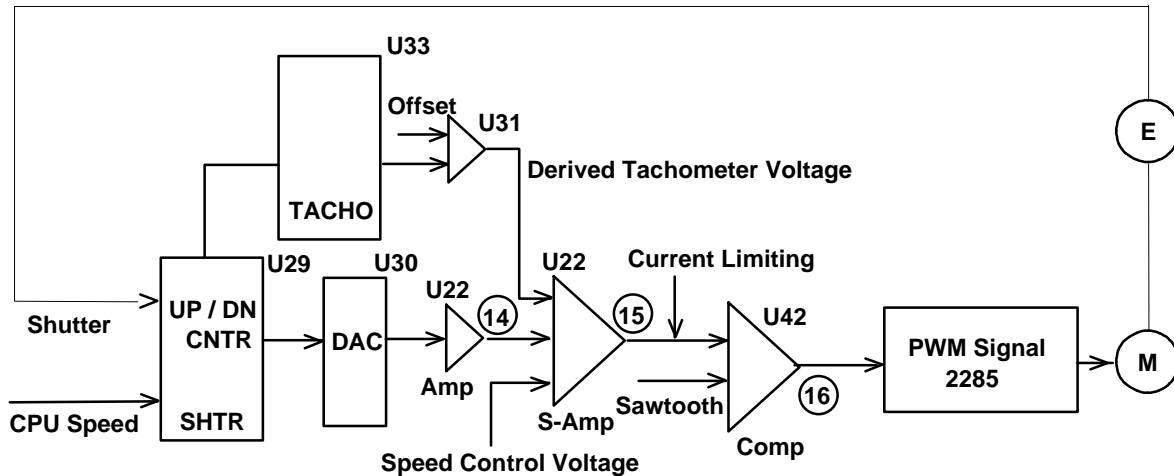 U33
E
Offset
U31
Derived Tachometer Voltage
TACHO
U29
U30
U22
Current Limiting
U22
UP / DN
CNTR
14
15
U42
Shutter
DAC
PWM Signal
2285
M
Amp
Sawtooth
16
CPU Speed
SHTR
S-Amp
Comp
Speed Control Voltage